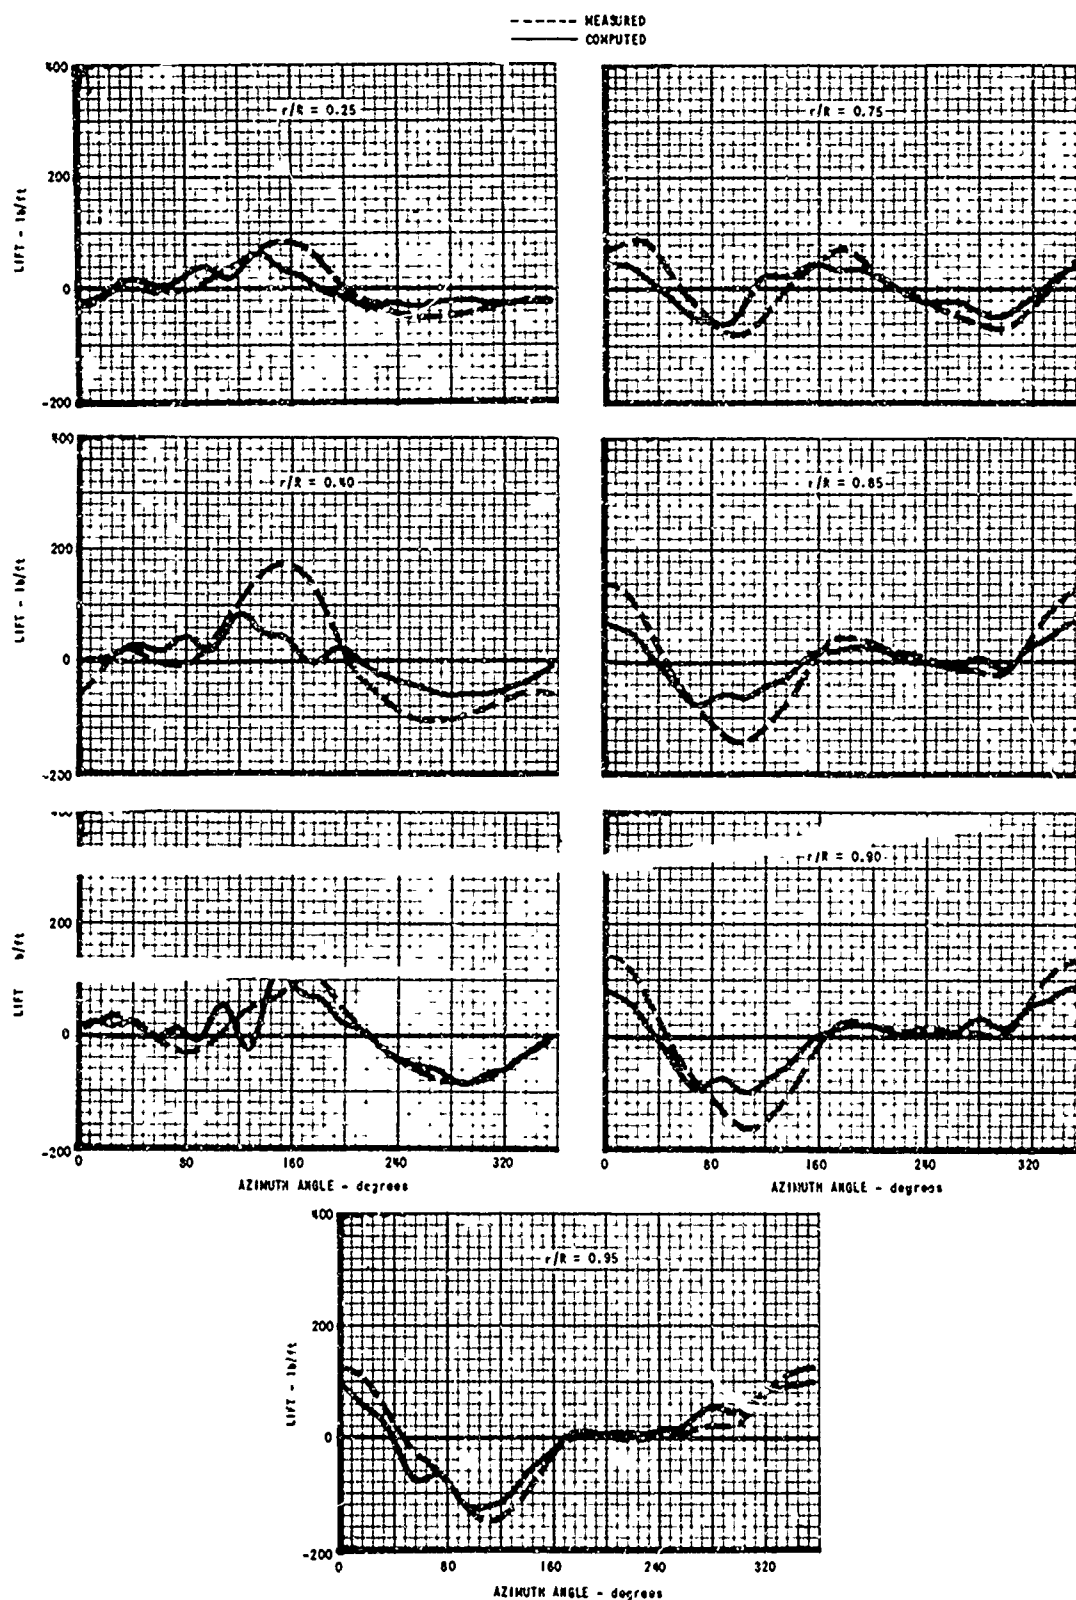 MEASURED
COMPUTED
400
r/R = 0.25
200
LIFT - lb/ft
0
-200
r/R = 0.75
400
r/R = 0.40
200
LIFT - lb/ft
0
-200
r/R = 0.85
200
LIFT
b/ft
0
-200
0 80 160 240 320
AZIMUTH ANGLE - degrees
r/R = 0.90
0 80 160 240 320
AZIMUTH ANGLE - degrees
400
r/R = 0.95
200
LIFT - lb/ft
0
-200
0 80 160 240 320
AZIMUTH ANGLE - degrees